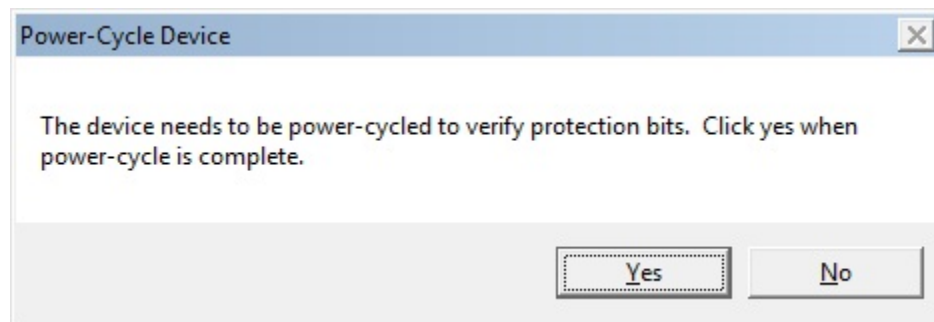 Power-Cycle Device
The device needs to be power-cycled to verify protection bits.  Click yes when
power-cycle is complete.
Yes
No